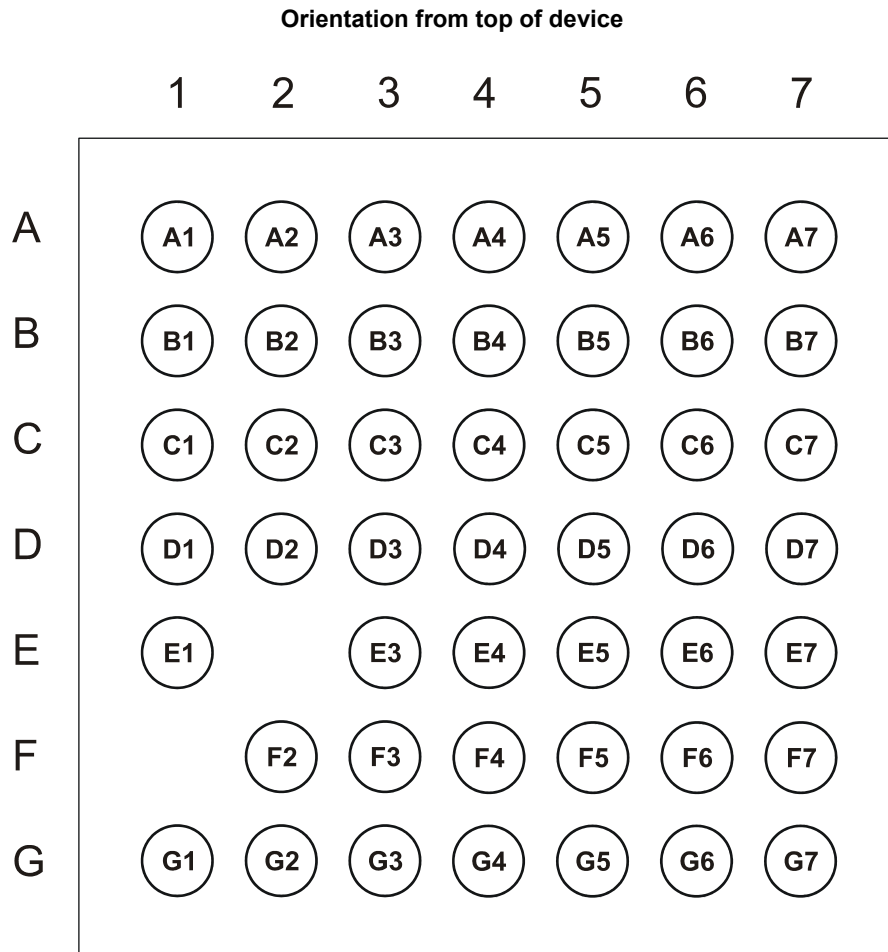 Orientation from top of device
1 2 3 4 5 6 7
A A1 A2 A3 A4 A5 A6 A7
B B1 B2 B3 B4 B5 B6 B7
C C1 C2 C3 C4 C5 C6 C7
D D1 D2 D3 D4 D5 D6 D7
E E1 E3 E4 E5 E6 E7
F F2 F3 F4 F5 F6 F7
G G1 G2 G3 G4 G5 G6 G7